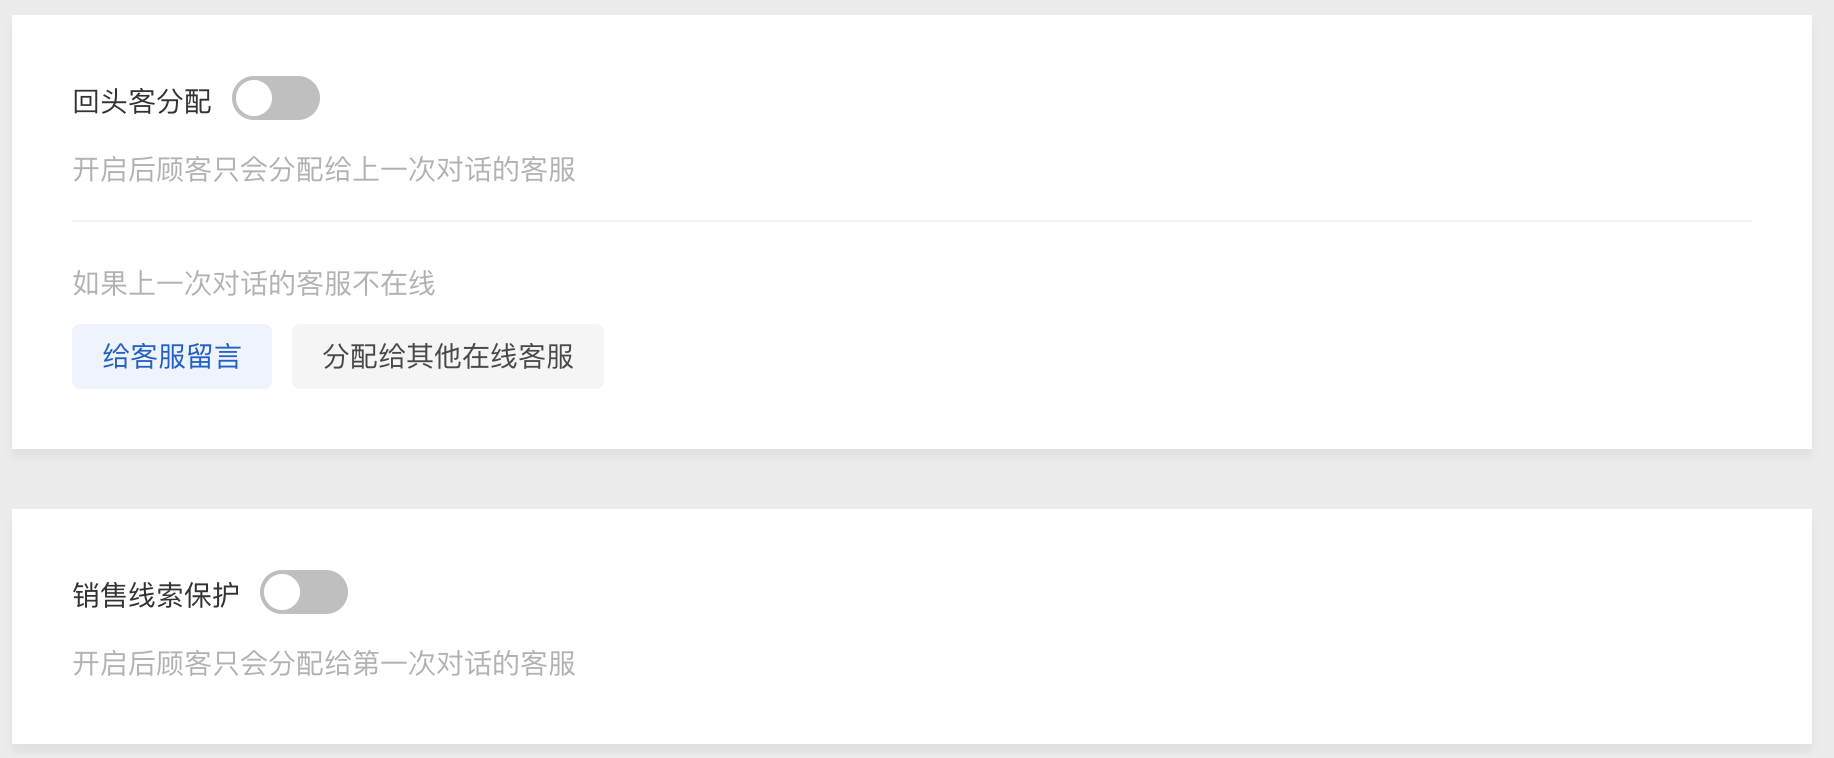 回头客分配
开启后顾客只会分配给上一次对话的客服
如果上一次对话的客服不在线
给客服留言 分配给其他在线客服
销售线索保护
开启后顾客只会分配给第一次对话的客服